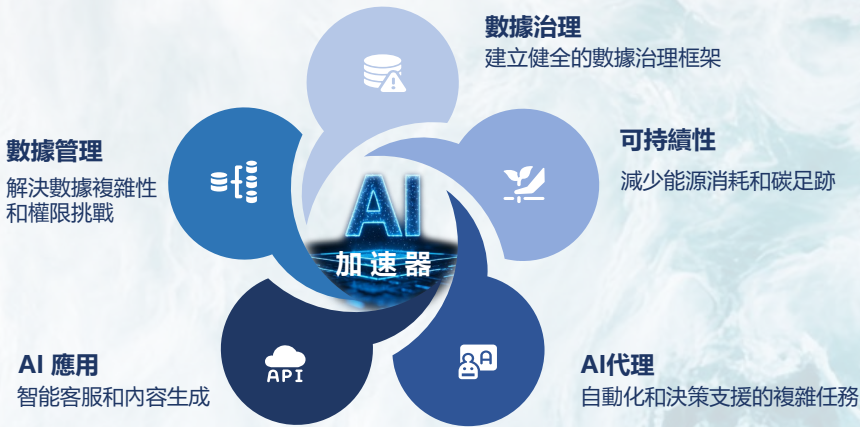 數據治理
建立健全的數據治理框架
可持續性
減少能源消耗和碳足跡
數據管理
解決數據複雜性
和權限挑戰
AI
加速器
API
AI 應用
智能客服和內容生成
A
AI代理
自動化和決策支援的複雜任務